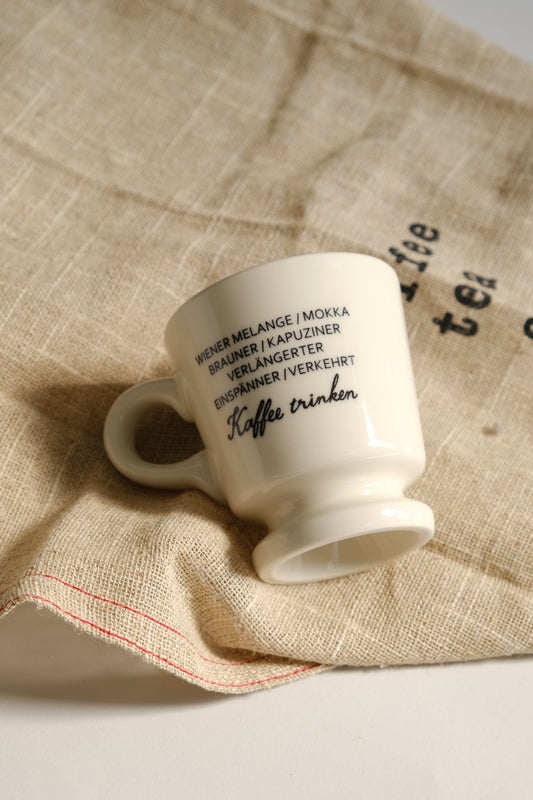 WIENER MELANGE / MOKKA
BRAUNER / KAPUZINER
VERLÄNGERTER
EINSPÄNNER / VERKEHRT
Kaffee trinken
tea